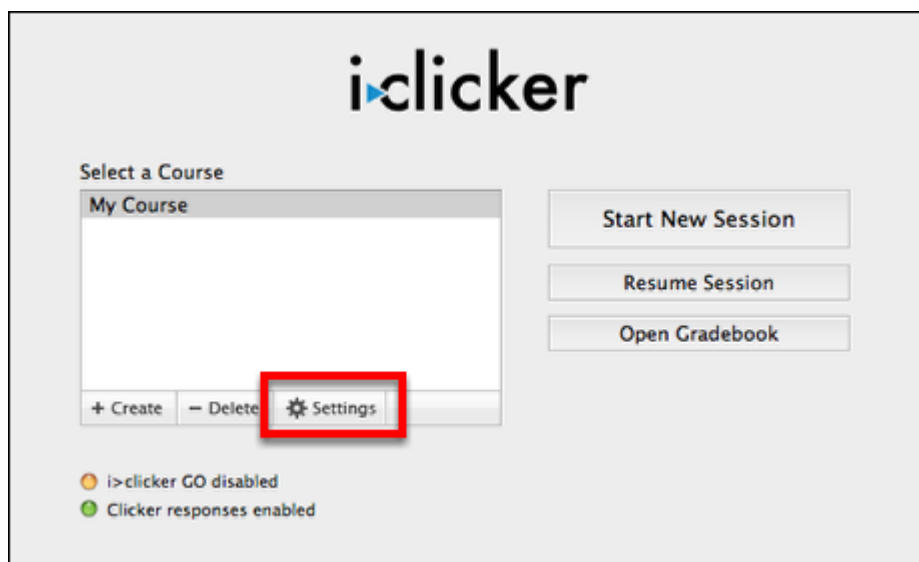 i>clicker
Select a Course
My Course
Start New Session
Resume Session
Open Gradebook
+ Create − Delete Settings
i>clicker GO disabled
Clicker responses enabled